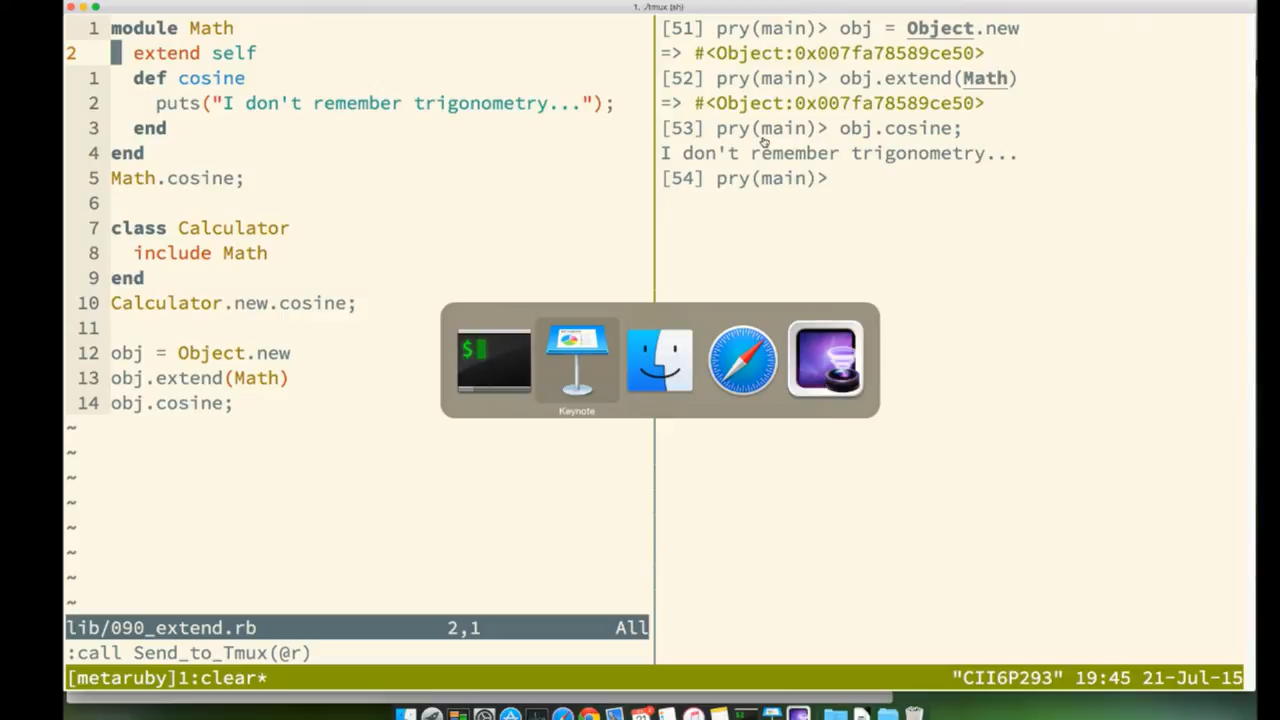 1. ./tmux (sh)
1 module Math
2 extend self
1 def cosine
2 puts("I don't remember trigonometry...");
3 end
4 end
5 Math.cosine;
6
7 class Calculator
8 include Math
9 end
10 Calculator.new.cosine;
11
12 obj = Object.new
13 obj.extend(Math)
14 obj.cosine;
~
~
~
~
~
~
~
~
lib/090_extend.rb 2,1 All
:call Send_to_Tmux(@r)
[51] pry(main)> obj = Object.new
=> #<Object:0x007fa78589ce50>
[52] pry(main)> obj.extend(Math)
=> #<Object:0x007fa78589ce50>
[53] pry(main)> obj.cosine;
I don't remember trigonometry...
[54] pry(main)>
$
Keynote
[metaruby]1:clear* "CII6P293" 19:45 21-Jul-15